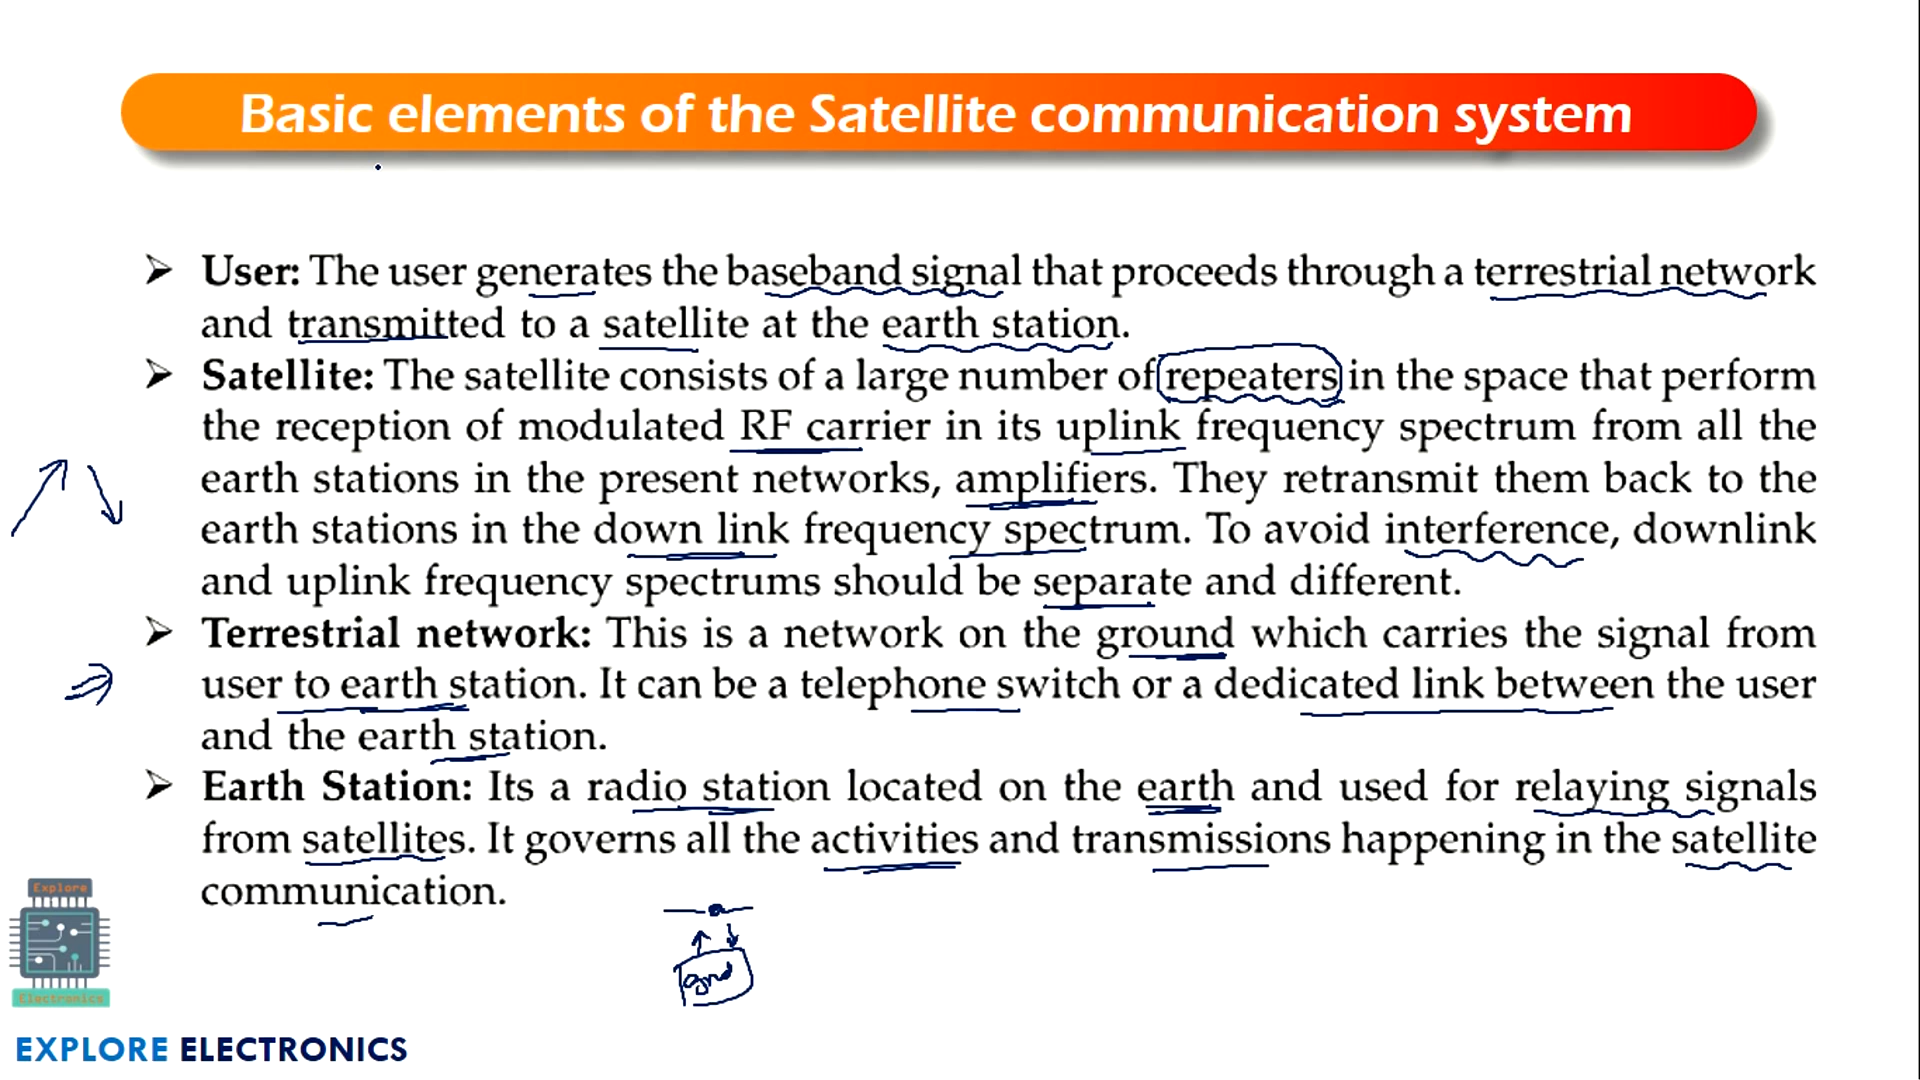 Basic elements of the Satellite communication system
➢ User: The user generates the baseband signal that proceeds through a terrestrial network
and transmitted to a satellite at the earth station.
➢ Satellite: The satellite consists of a large number of repeaters in the space that perform
the reception of modulated RF carrier in its uplink frequency spectrum from all the
earth stations in the present networks, amplifiers. They retransmit them back to the
earth stations in the down link frequency spectrum. To avoid interference, downlink
and uplink frequency spectrums should be separate and different.
➢ Terrestrial network: This is a network on the ground which carries the signal from
user to earth station. It can be a telephone switch or a dedicated link between the user
and the earth station.
➢ Earth Station: Its a radio station located on the earth and used for relaying signals
from satellites. It governs all the activities and transmissions happening in the satellite
communication.
Explore
Electronics
EXPLORE ELECTRONICS